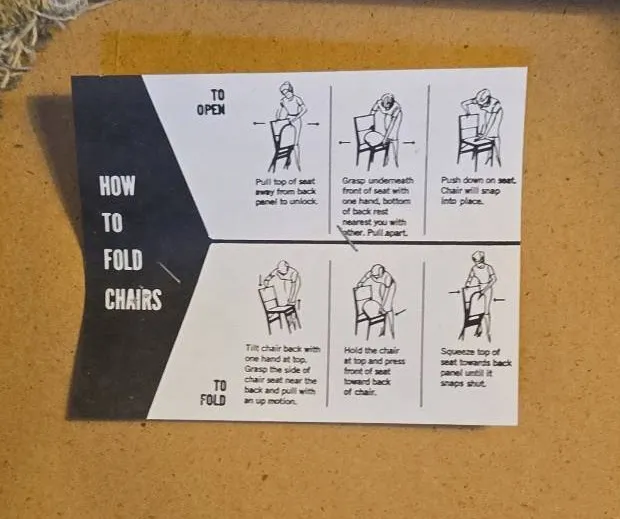 HOW
TO
FOLD
CHAIRS
TO
OPEN
Pull top of seat
away from back
panel to unlock.
Grasp underneath
front of seat with
one hand, bottom
of back rest
nearest you with
other. Pull apart.
Push down on seat.
Chair will snap
into place.
TO
FOLD
Tilt chair back with
one hand at top.
Grasp the side of
chair seat near the
back and pull with
an up motion.
Hold the chair
at top and press
front of seat
toward back
of chair.
Squeeze top of
seat towards back
panel until it
snaps shut.